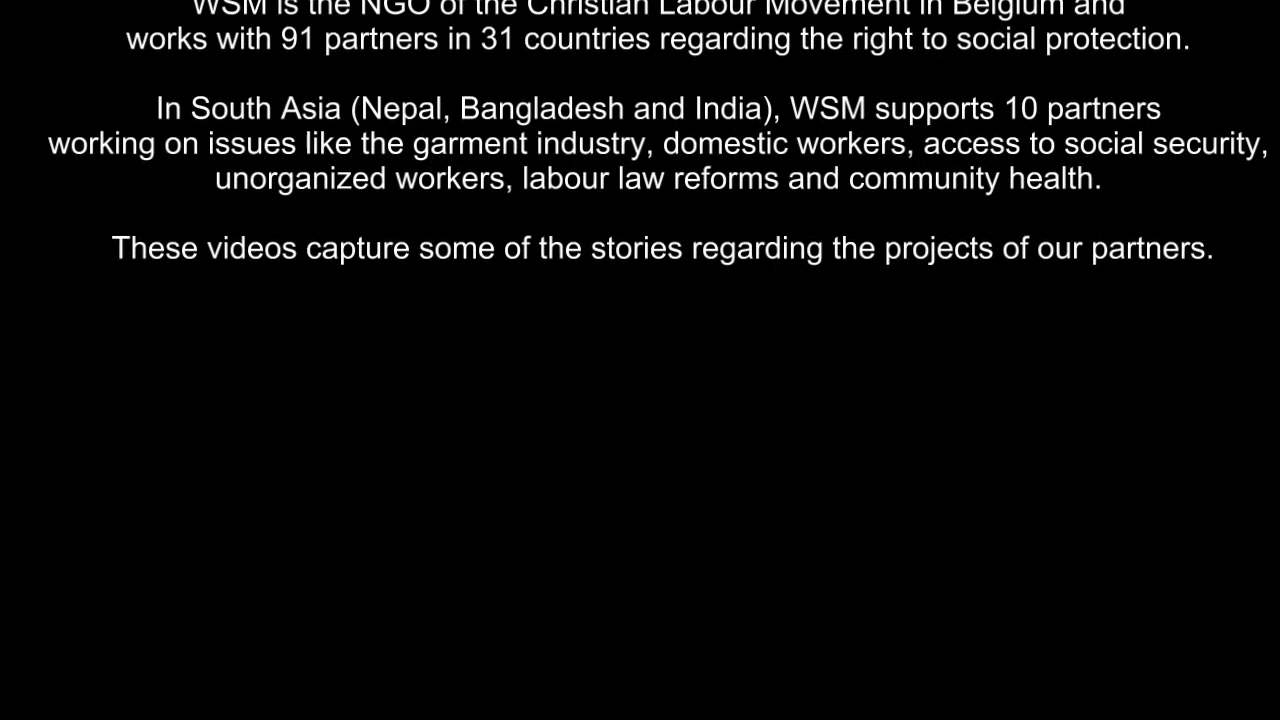 WSM is the NGO of the Christian Labour Movement in Belgium and
works with 91 partners in 31 countries regarding the right to social protection.
In South Asia (Nepal, Bangladesh and India), WSM supports 10 partners
working on issues like the garment industry, domestic workers, access to social security,
unorganized workers, labour law reforms and community health.
These videos capture some of the stories regarding the projects of our partners.